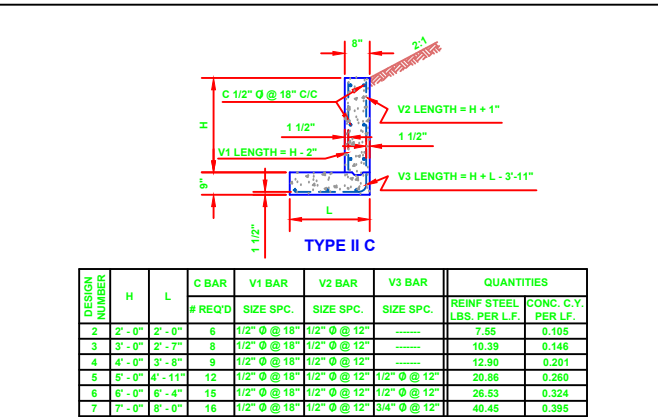 8"
2:1
C 1/2" Ø @ 18" C/C
V2 LENGTH = H + 1"
H
1 1/2"
1 1/2"
V1 LENGTH = H - 2"
9"
V3 LENGTH = H + L - 3'-11"
L
1 1/2"
TYPE II C
DESIGN NUMBER H L C BAR V1 BAR V2 BAR V3 BAR QUANTITIES
# REQ'D SIZE SPC. SIZE SPC. SIZE SPC. REINF STEEL LBS. PER L.F. CONC. C.Y. PER LF.
2 2' - 0" 2' - 0" 6 1/2" Ø @ 18" 1/2" Ø @ 12" ------- 7.55 0.105
3 3' - 0" 2' - 7" 8 1/2" Ø @ 18" 1/2" Ø @ 12" ------- 10.39 0.146
4 4' - 0" 3' - 8" 9 1/2" Ø @ 18" 1/2" Ø @ 12" ------- 12.90 0.201
5 5' - 0" 4' - 11" 12 1/2" Ø @ 18" 1/2" Ø @ 12" 1/2" Ø @ 12" 20.86 0.260
6 6' - 0" 6' - 4" 15 1/2" Ø @ 18" 1/2" Ø @ 12" 1/2" Ø @ 12" 26.53 0.324
7 7' - 0" 8' - 0" 16 1/2" Ø @ 18" 1/2" Ø @ 12" 3/4" Ø @ 12" 40.45 0.395